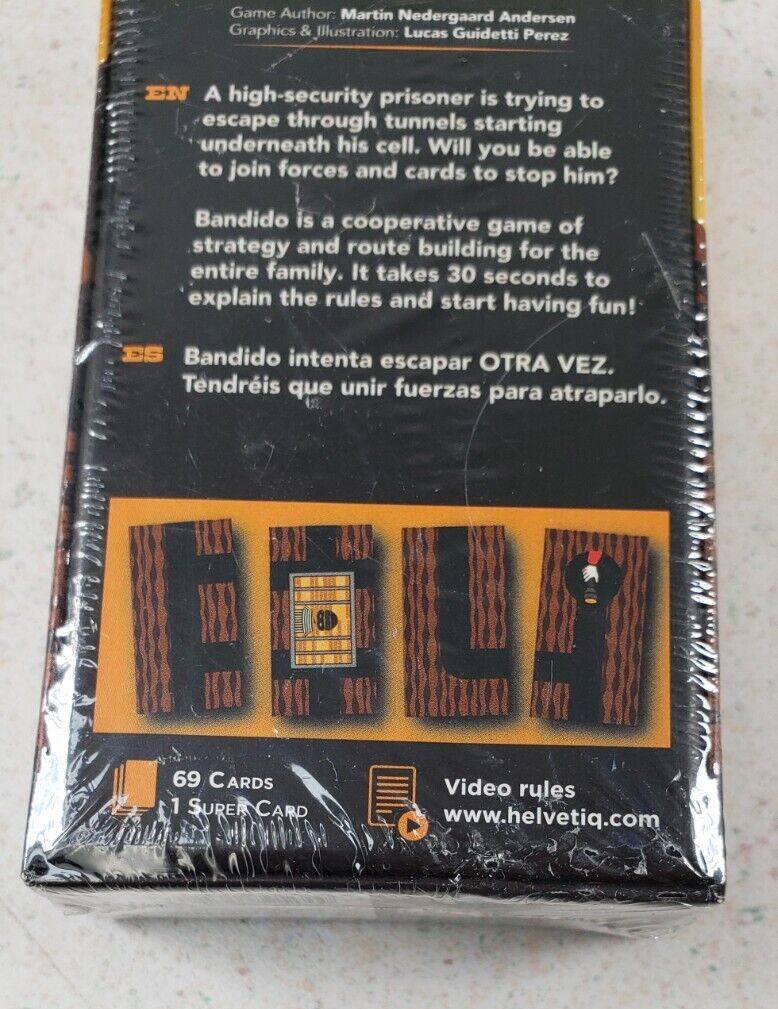 Game Author: Martin Nedergaard Andersen
Graphics & Illustration: Lucas Guidetti Perez
EN A high-security prisoner is trying to
escape through tunnels starting
underneath his cell. Will you be able
to join forces and cards to stop him?
Bandido is a cooperative game of
strategy and route building for the
entire family. It takes 30 seconds to
explain the rules and start having fun!
ES Bandido intenta escapar OTRA VEZ.
Tendréis que unir fuerzas para atraparlo.
69 CARDS
1 SUPER CARD
Video rules
www.helvetiq.com